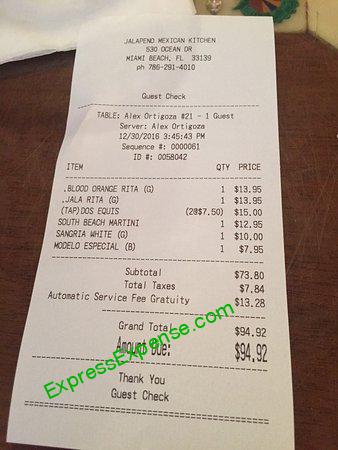 JALAPENO MEXICAN KITCHEN
530 OCEAN DR
MIAMI BEACH, FL 33139
ph 786-291-4010
Guest Check
TABLE: Alex Ortigoza #21 - 1 Guest
Server: Alex Ortigoza
12/30/2016 3:45:43 PM
Sequence #: 0000061
ID #: 0058042
ITEM QTY PRICE
.BLOOD ORANGE RITA (G) 1 $13.95
.JALA RITA (G) 1 $13.95
(TAP)DOS EQUIS (2@$7.50) $15.00
SOUTH BEACH MARTINI 1 $12.95
SANGRIA WHITE (G) 1 $10.00
MODELO ESPECIAL (B) 1 $7.95
Subtotal $73.80
Total Taxes $7.84
Automatic Service Fee Gratuity $13.28
Grand Total $94.92
Amount Due: $94.92
ExpressExpense.com
Thank You
Guest Check